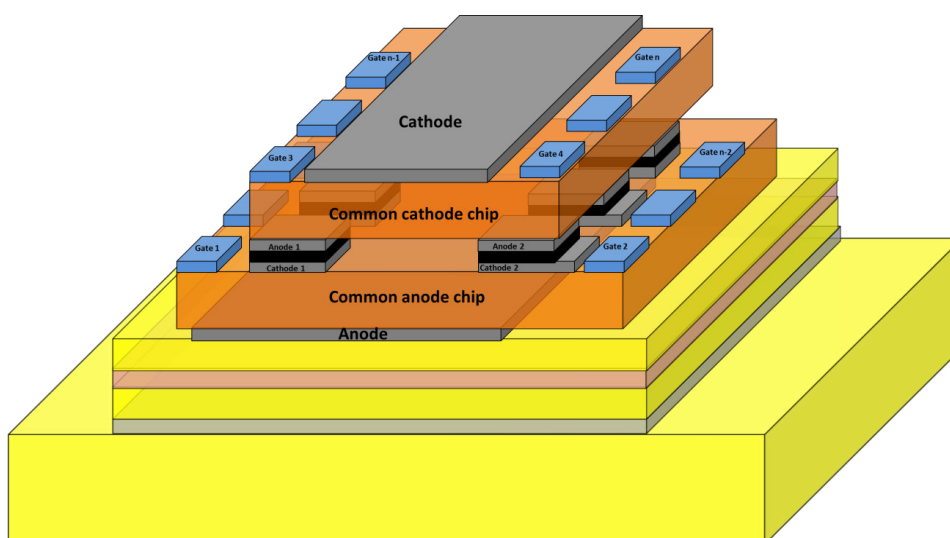 Gate n-1
Gate n
Cathode
Gate 3
Gate 4
Gate n-2
Common cathode chip
Gate 1
Anode 1
Anode 2
Gate 2
Cathode 1
Cathode 2
Common anode chip
Anode